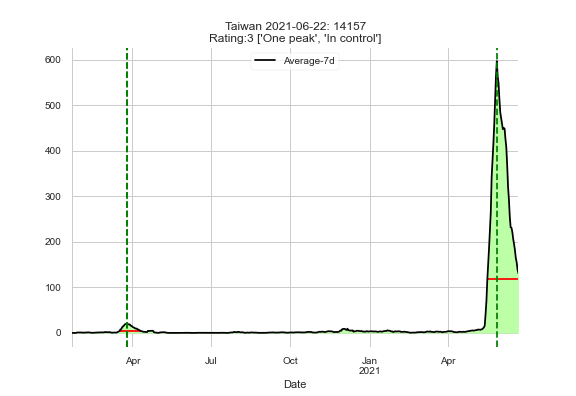 Taiwan 2021-06-22: 14157
Rating:3 ['One peak', 'In control']
Average-7d
600
500
400
300
200
100
0
Apr
Jul
Oct
Jan
2021
Apr
Date